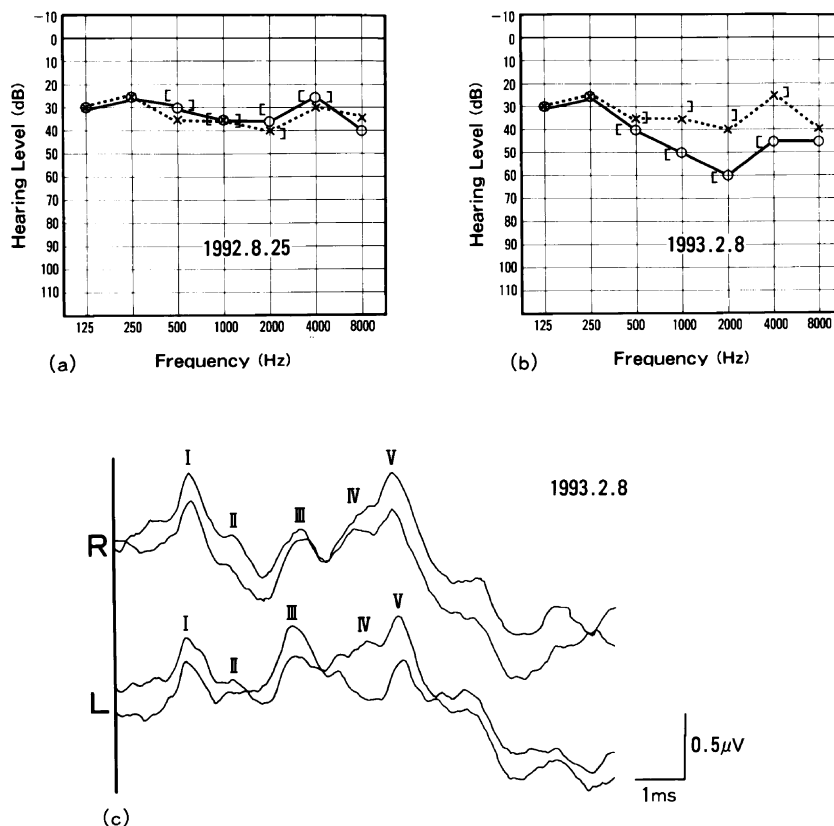 -10
0
10
20
30
40
50
60
70
80
90
100
110
Hearing Level (dB)
1992.8.25
125 250 500 1000 2000 4000 8000
(a) Frequency (Hz)
-10
0
10
20
30
40
50
60
70
80
90
100
110
Hearing Level (dB)
1993.2.8
125 250 500 1000 2000 4000 8000
(b) Frequency (Hz)
1993.2.8
I II III IV V
R
I II III IV V
L
0.5μV
1ms
(c)